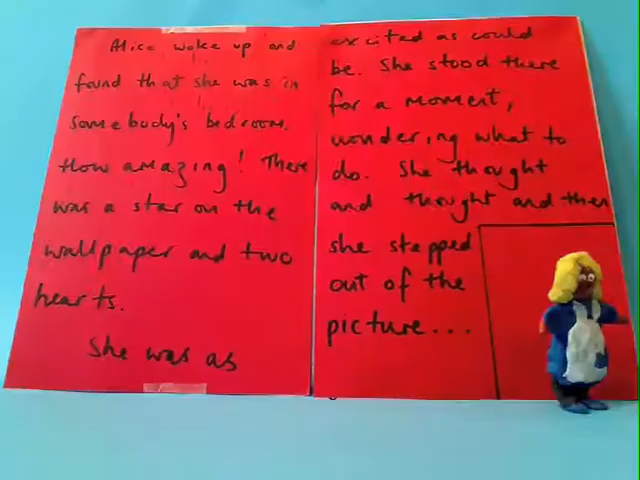 Alice woke up and
found that she was in
somebody's bedroom.
How amazing! There
was a star on the
wallpaper and two
hearts.
She was as
excited as could
be. She stood there
for a moment,
wondering what to
do. She thought
and thought and then
she stepped
out of the
picture...